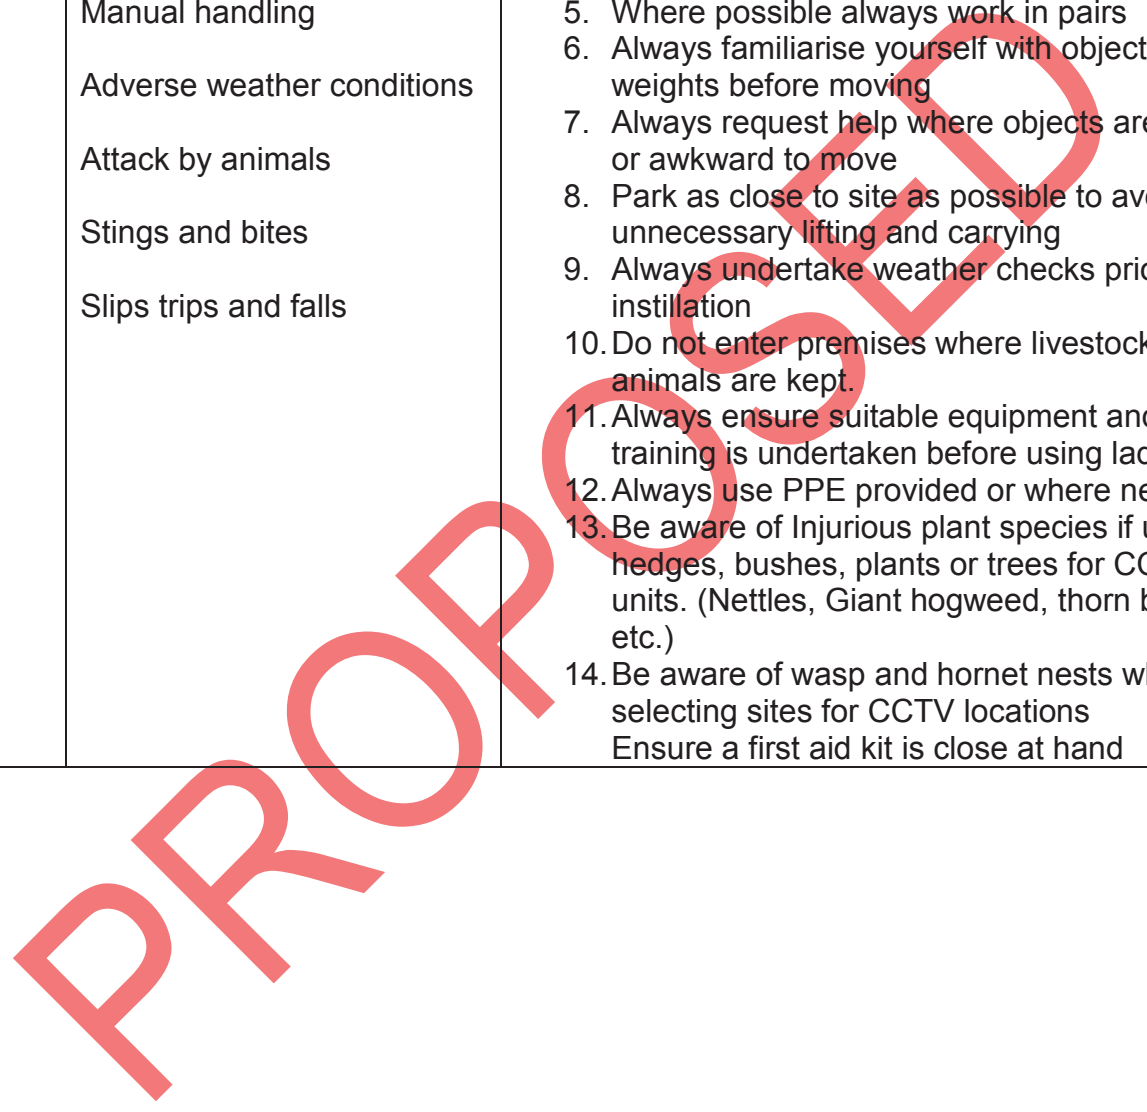 Manual handling
Adverse weather conditions
Attack by animals
Stings and bites
Slips trips and falls
5. Where possible always work in pairs
6. Always familiarise yourself with object
weights before moving
7. Always request help where objects are
or awkward to move
8. Park as close to site as possible to
unnecessary lifting and carrying
9. Always undertake weather checks
instillation
10. Do not enter premises where livestock
animals are kept.
11. Always ensure suitable equipment and
training is undertaken before using
12. Always use PPE provided or where
13. Be aware of Injurious plant species if
hedges, bushes, plants or trees for
units. (Nettles, Giant hogweed, thorn
etc.)
14. Be aware of wasp and hornet nests
selecting sites for CCTV locations
Ensure a first aid kit is close at hand
PROPOSED